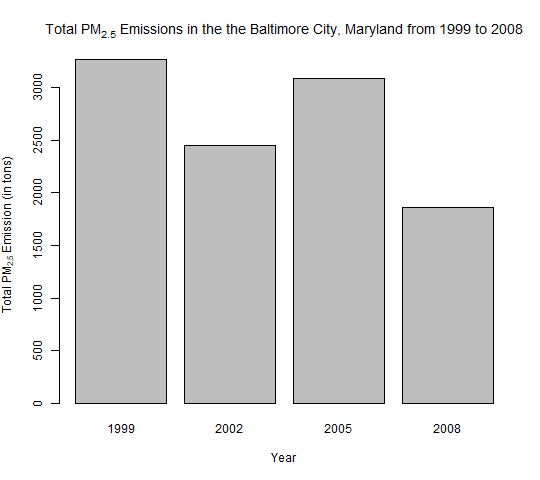 Total PM2.5 Emissions in the the Baltimore City, Maryland from 1999 to 2008
Total PM2.5 Emission (in tons)
3000
2500
2000
1500
1000
500
0
1999 2002 2005 2008
Year